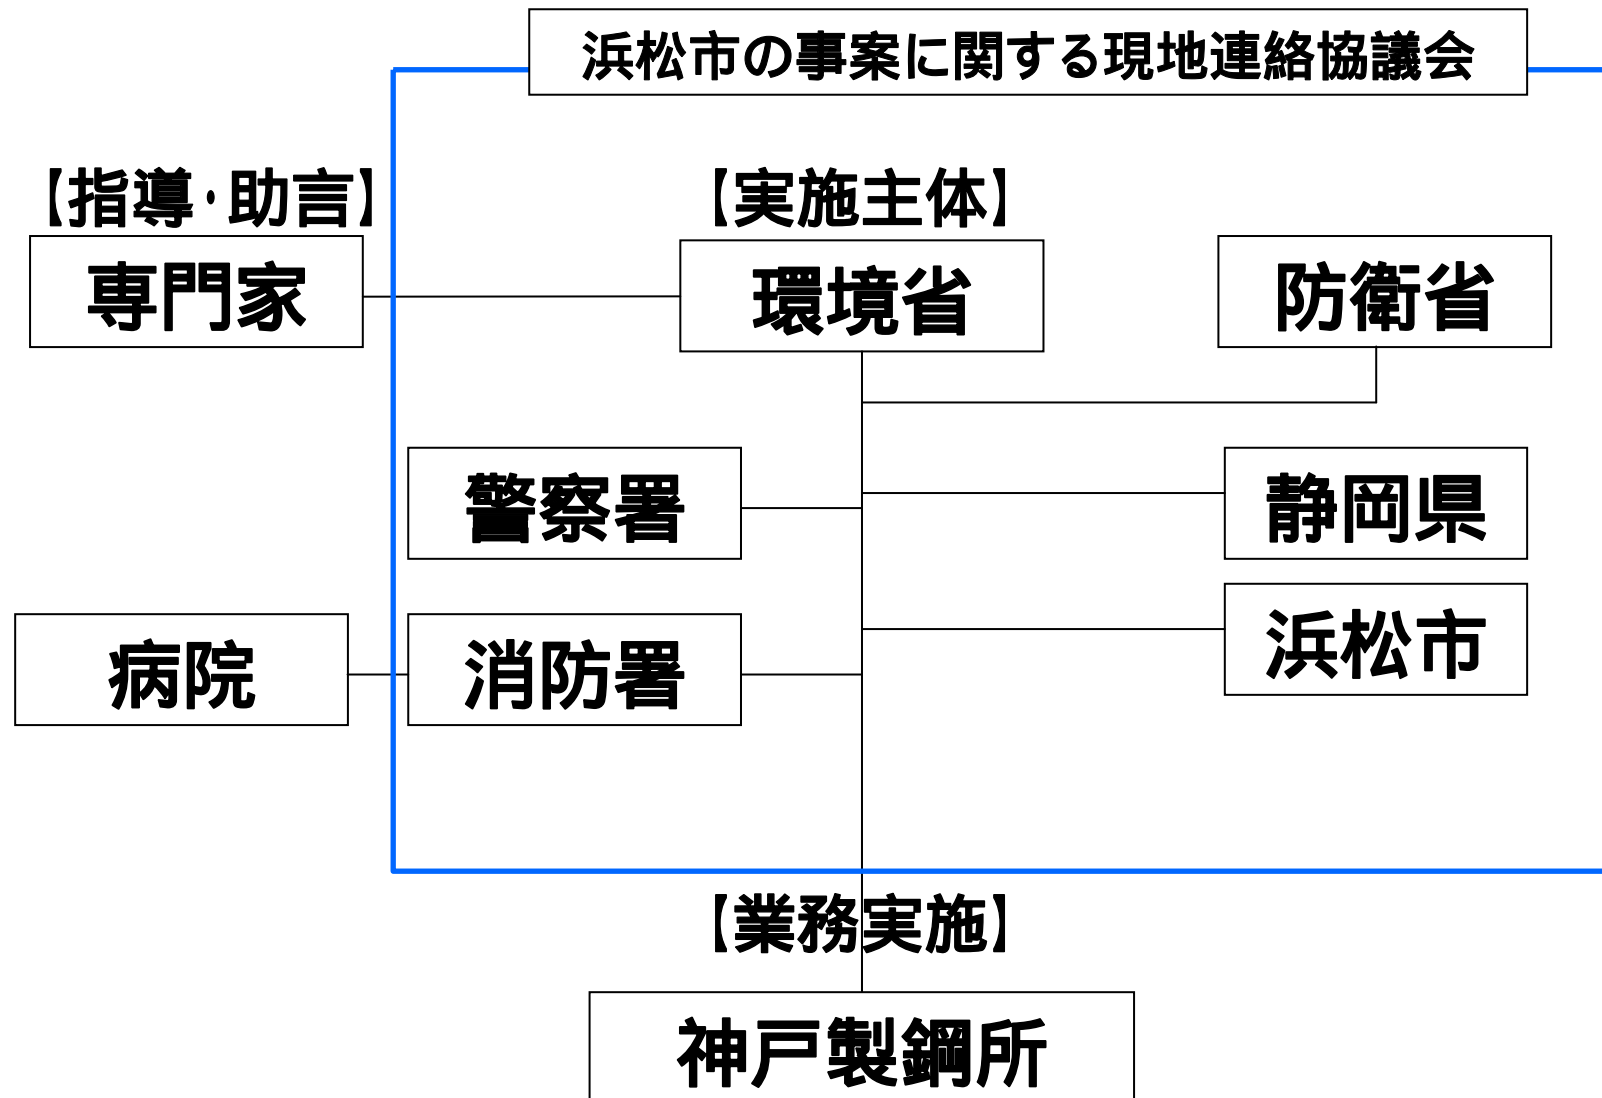 浜松市の事案に関する現地連絡協議会
【指導・助言】
【実施主体】
専門家
環境省
防衛省
警察署
静岡県
病院
消防署
浜松市
【業務実施】
神戸製鋼所